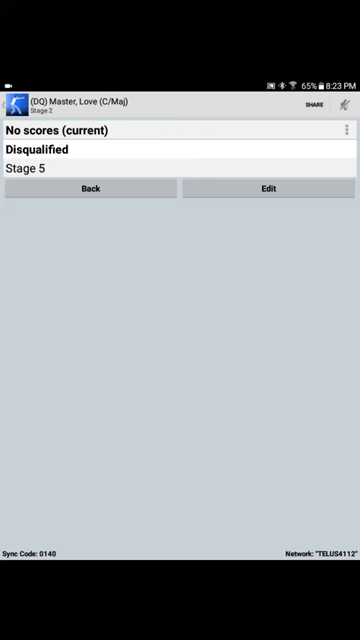 65% 8:23 PM
(DQ) Master, Love (C/Maj)
Stage 2
SHARE
No scores (current)
Disqualified
Stage 5
Back Edit
Sync Code: 0140 Network: "TELUS4112"